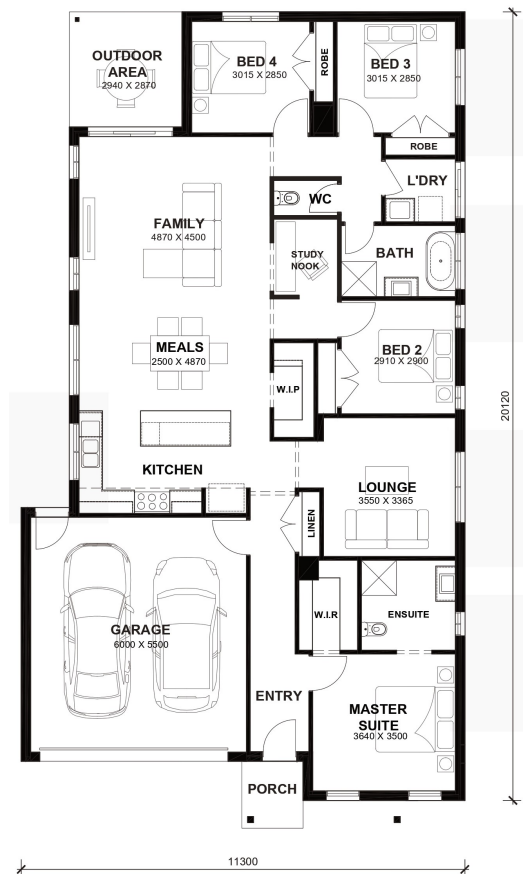 OUTDOOR
AREA
2940 X 2870
BED 4
3015 X 2850
ROBE
BED 3
3015 X 2850
ROBE
L'DRY
WC
FAMILY
4870 X 4500
STUDY
NOOK
BATH
MEALS
2500 X 4870
BED 2
2910 X 2900
W.I.P
20120
KITCHEN
LOUNGE
3550 X 3365
LINEN
GARAGE
6000 X 5500
W.I.R
ENSUITE
ENTRY
MASTER
SUITE
3640 X 3500
PORCH
11300